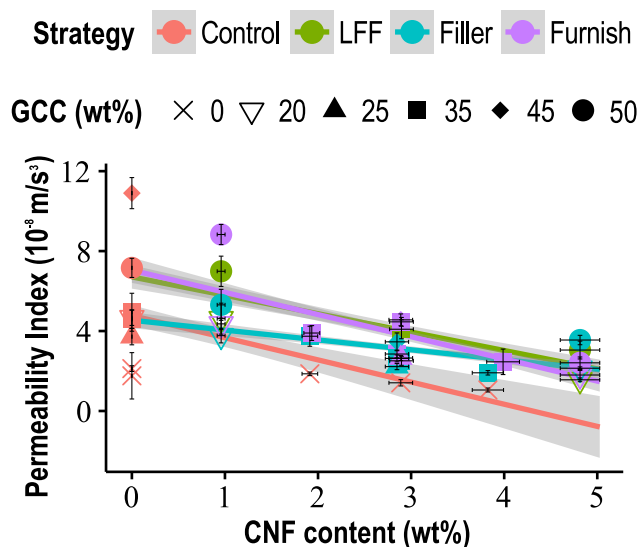 Strategy Control LFF Filler Furnish
GCC (wt%) 0 20 25 35 45 50
Permeability Index (10⁻⁸ m/s³)
12
8
4
0
0 1 2 3 4 5
CNF content (wt%)